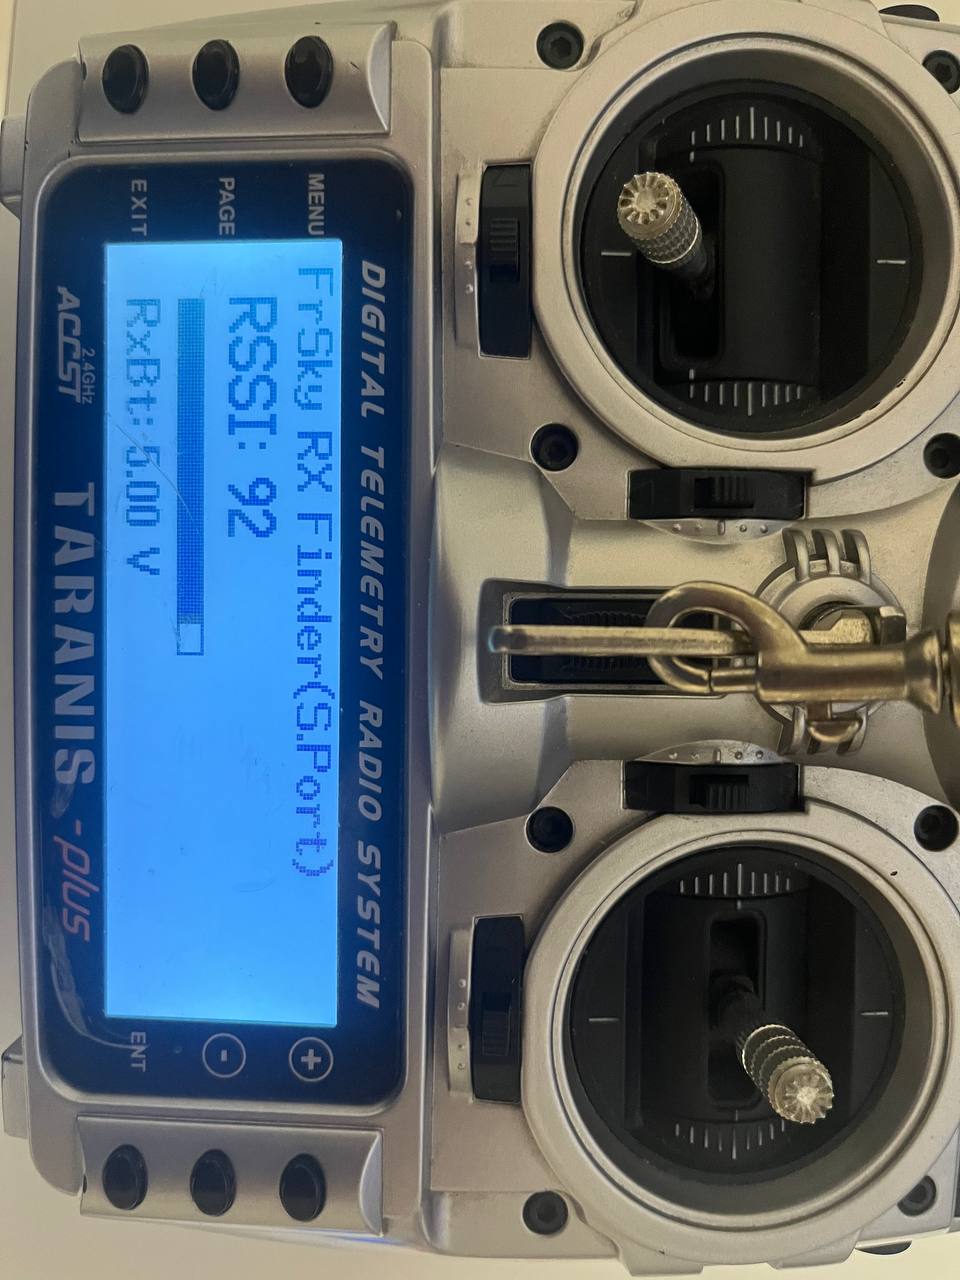 DIGITAL TELEMETRY RADIO SYSTEM
MENU
PAGE
EXIT
FrSky RX Finder(S.Port)
RSSI: 92
RxBt: 5.00 V
+
-
ENT
2.4GHz
ACCST
TARANIS -plus